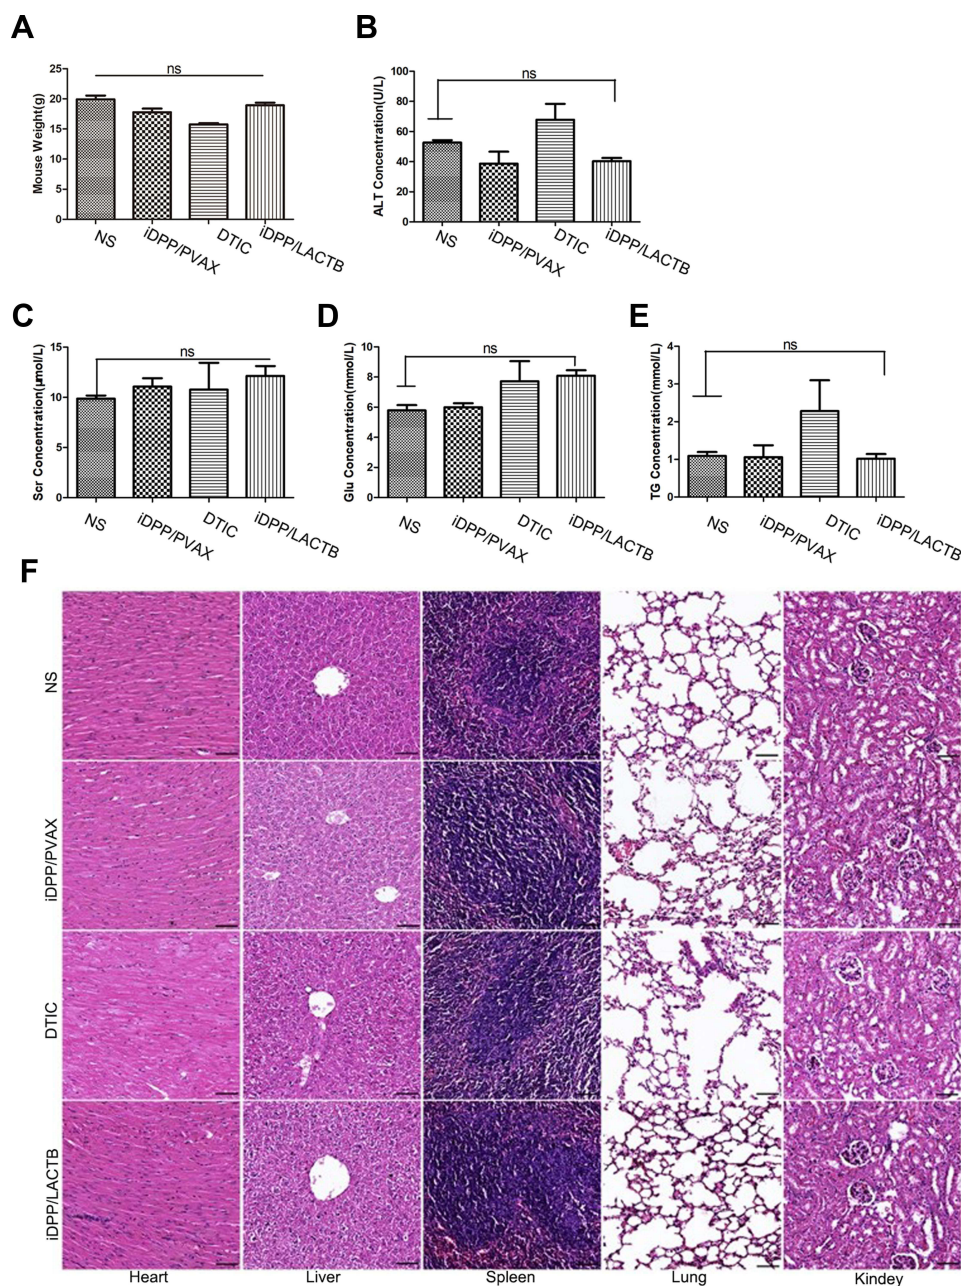 A
Mouse Weight(g)
25
20
15
10
5
0
ns
NS
iDPP/PVAX
DTIC
iDPP/LACTB
B
ALT Concentration(U/L)
100
80
60
40
20
0
ns
NS
iDPP/PVAX
DTIC
iDPP/LACTB
C
Scr Concentration(μmol/L)
15
10
5
0
ns
NS
iDPP/PVAX
DTIC
iDPP/LACTB
D
Glu Concentration(mmol/L)
10
8
6
4
2
0
ns
NS
iDPP/PVAX
DTIC
iDPP/LACTB
E
TG Concentration(mmol/L)
4
3
2
1
0
ns
NS
iDPP/PVAX
DTIC
iDPP/LACTB
F
NS
iDPP/PVAX
DTIC
iDPP/LACTB
Heart
Liver
Spleen
Lung
Kindey